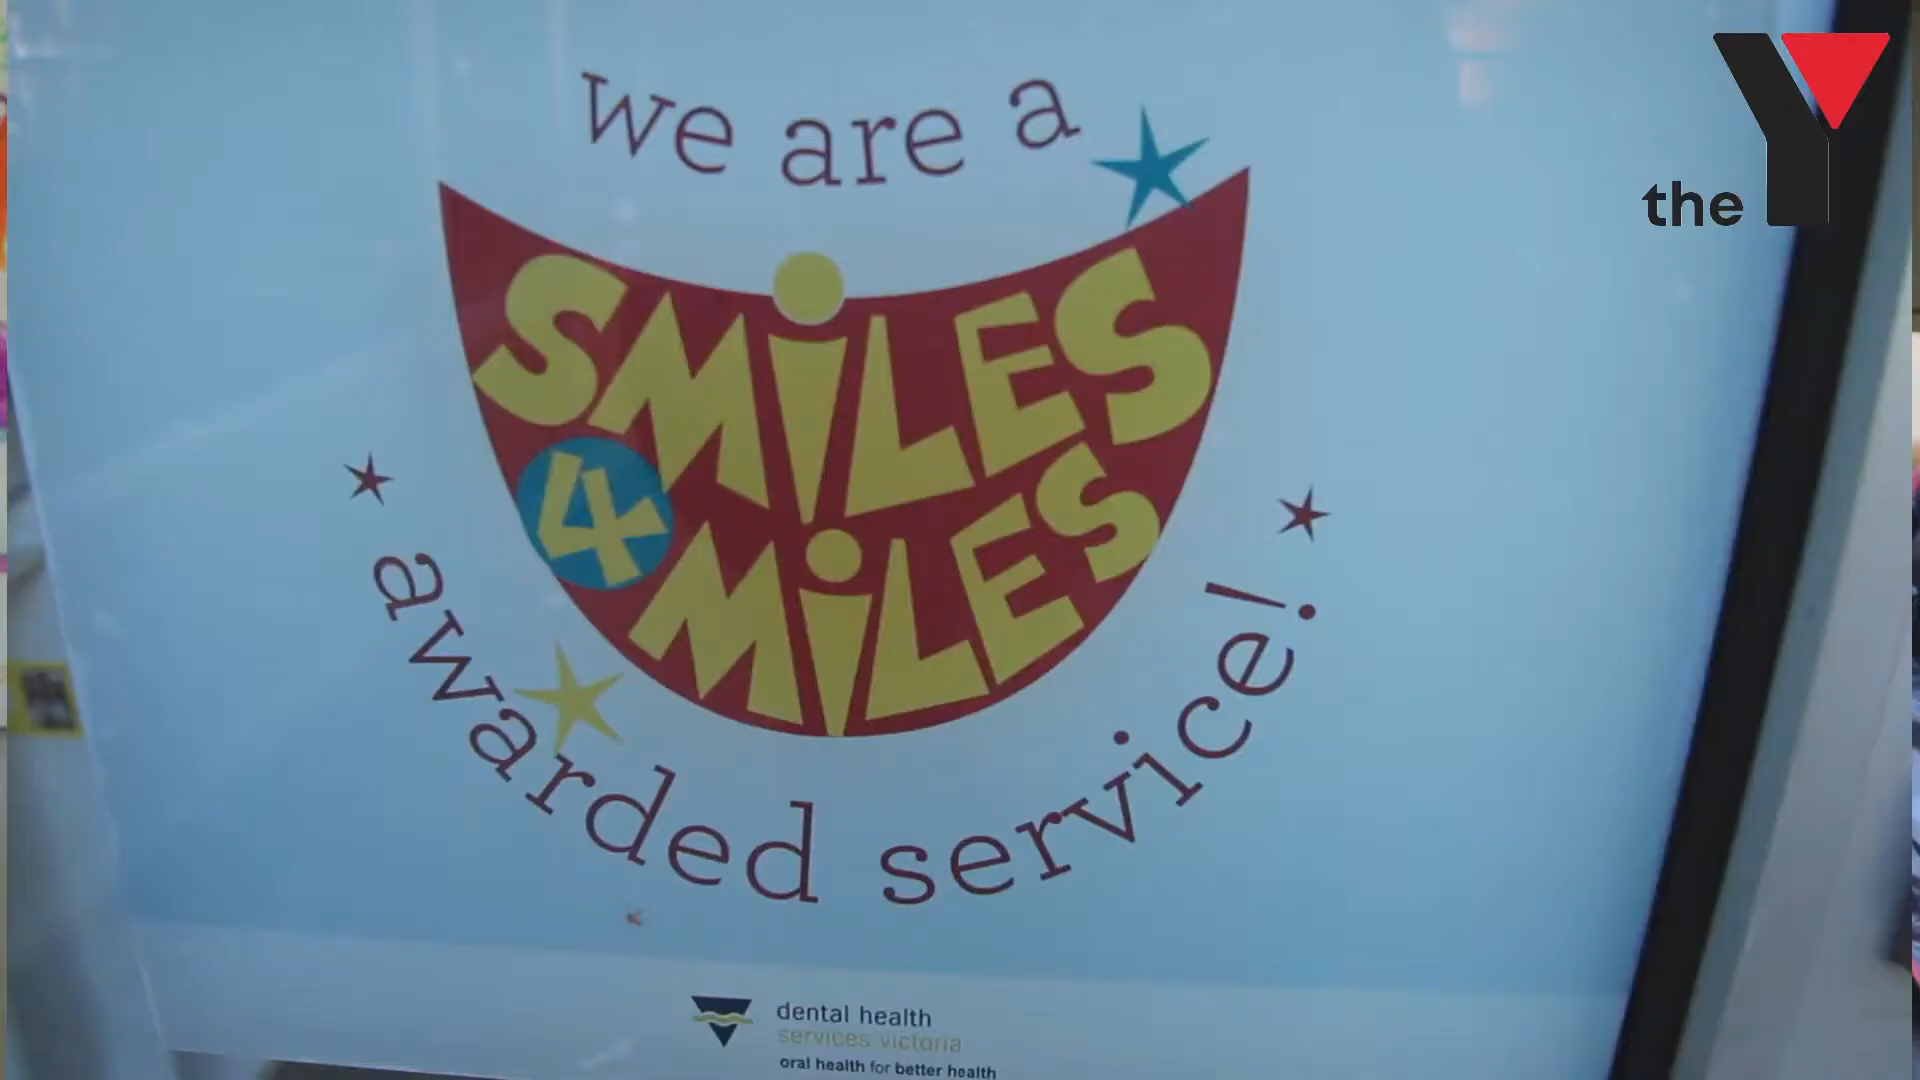 the Y
we are a
SMiLES
4
MiLES
awarded service!
dental health
services victoria
oral health for better health